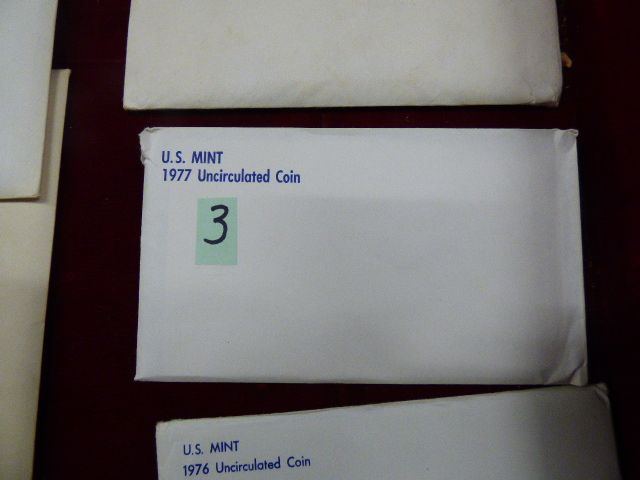 U.S. MINT
1977 Uncirculated Coin
3
U.S. MINT
1976 Uncirculated Coin